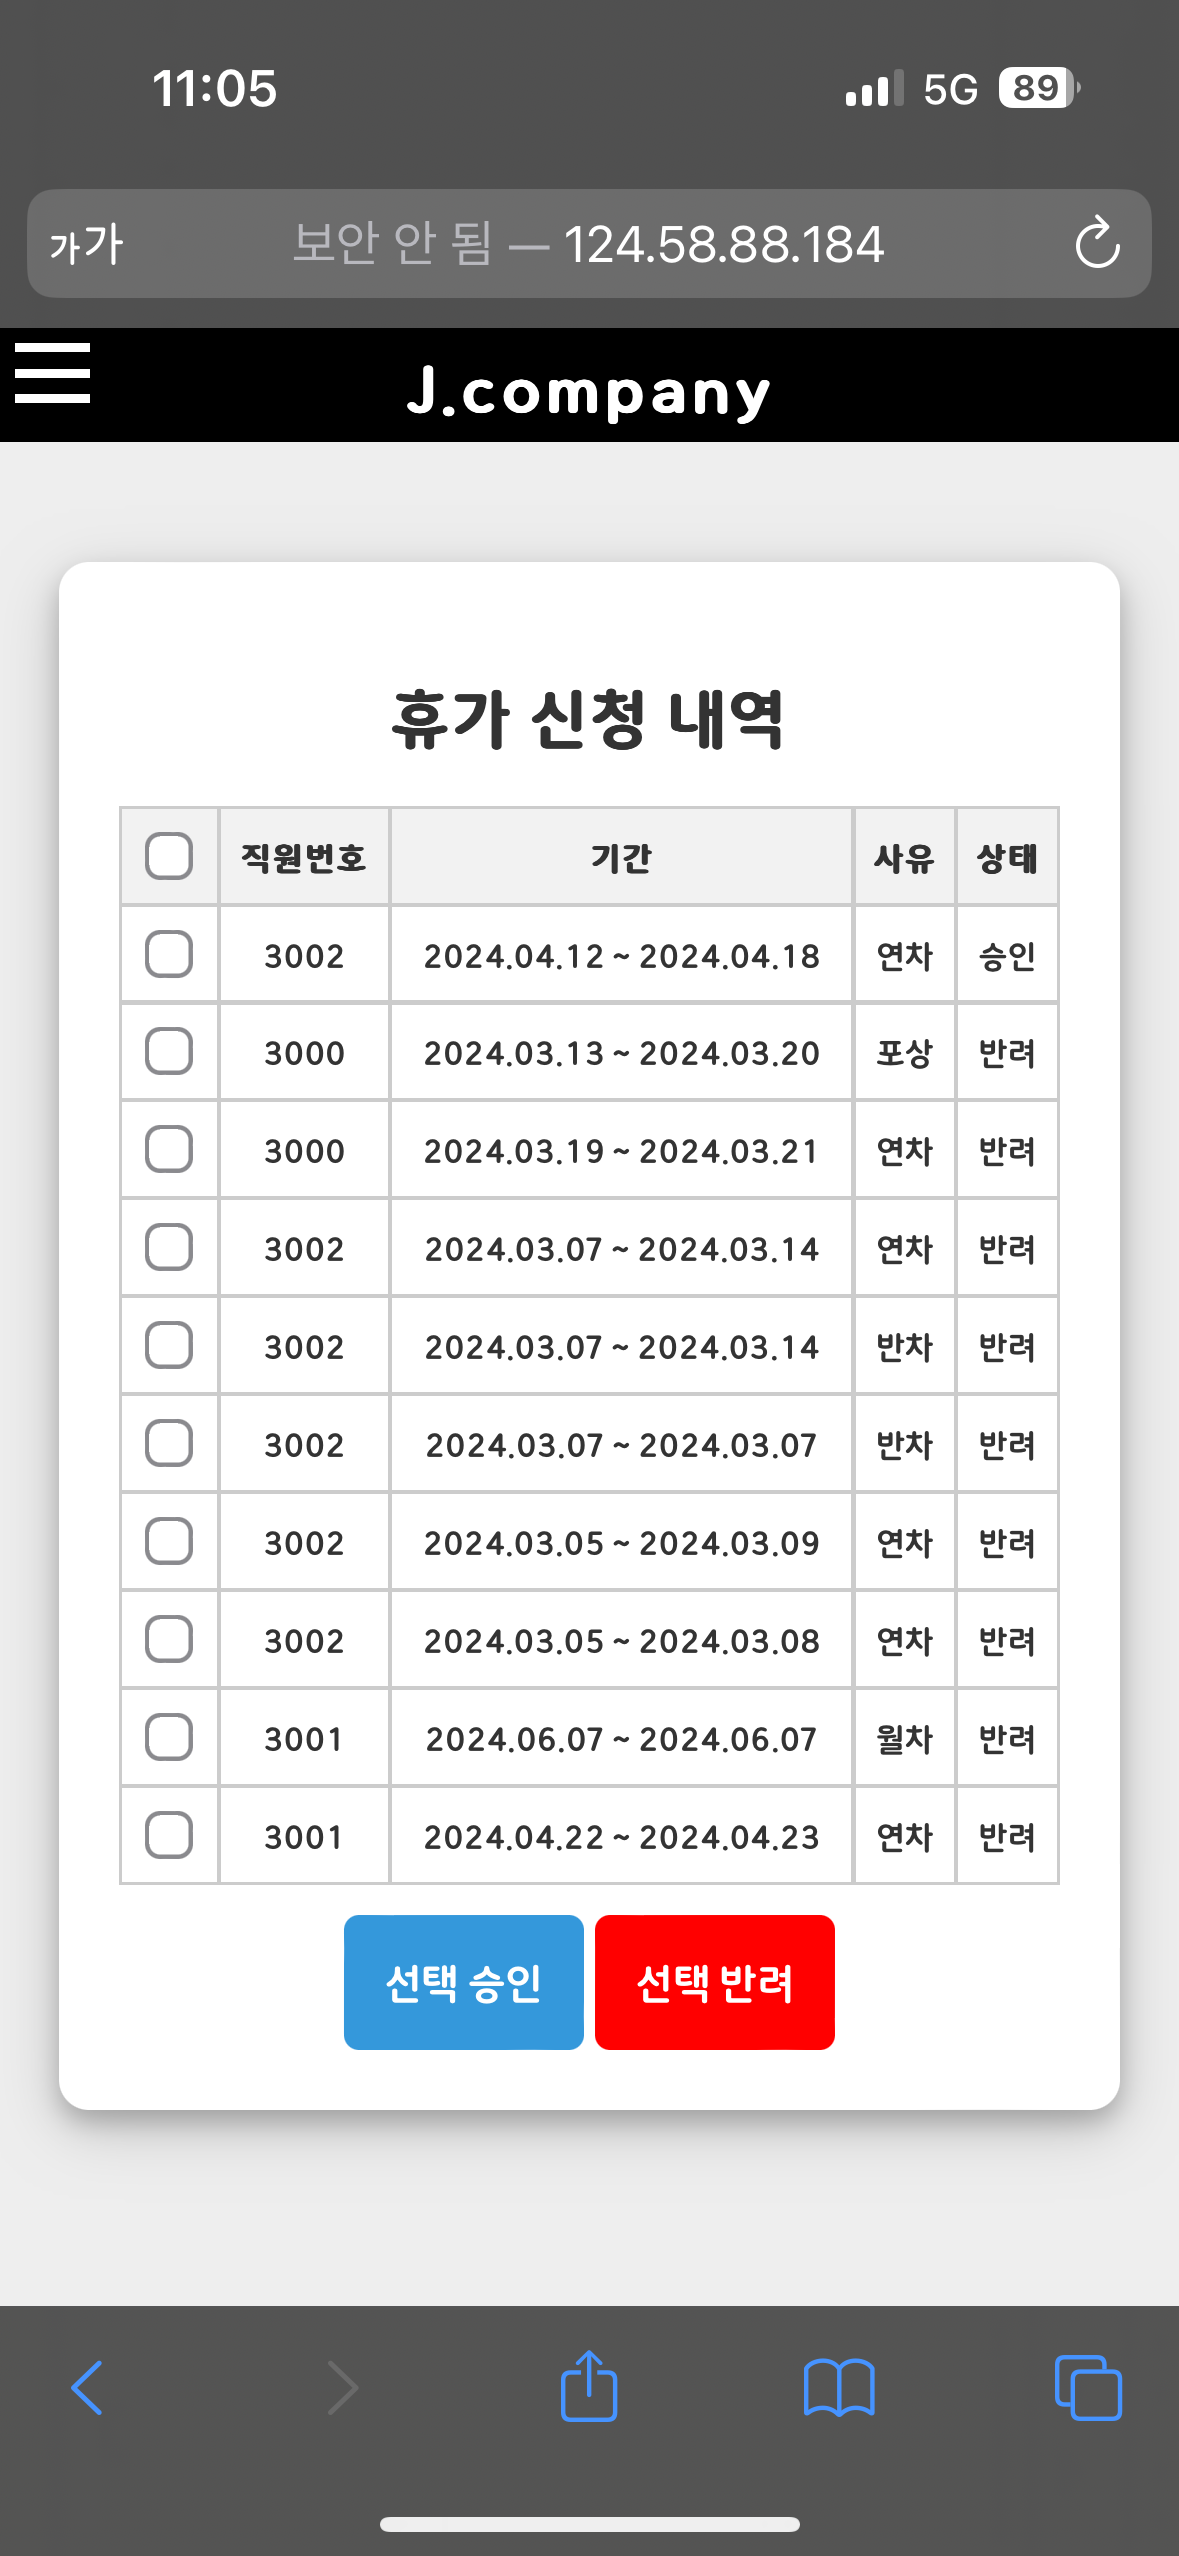 11:05 5G 89
가가 보안 안 됨 — 124.58.88.184
J.company
휴가 신청 내역
직원번호 기간 사유 상태
3002 2024.04.12 ~ 2024.04.18 연차 승인
3000 2024.03.13 ~ 2024.03.20 포상 반려
3000 2024.03.19 ~ 2024.03.21 연차 반려
3002 2024.03.07 ~ 2024.03.14 연차 반려
3002 2024.03.07 ~ 2024.03.14 반차 반려
3002 2024.03.07 ~ 2024.03.07 반차 반려
3002 2024.03.05 ~ 2024.03.09 연차 반려
3002 2024.03.05 ~ 2024.03.08 연차 반려
3001 2024.06.07 ~ 2024.06.07 월차 반려
3001 2024.04.22 ~ 2024.04.23 연차 반려
선택 승인 선택 반려